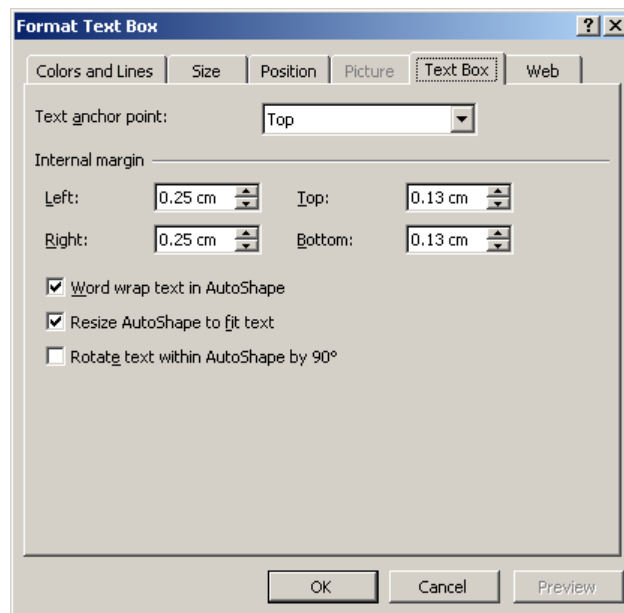 Format Text Box
Colors and Lines Size Position Picture Text Box Web
Text anchor point: Top
Internal margin
Left: 0.25 cm Top: 0.13 cm
Right: 0.25 cm Bottom: 0.13 cm
Word wrap text in AutoShape
Resize AutoShape to fit text
Rotate text within AutoShape by 90°
OK Cancel Preview